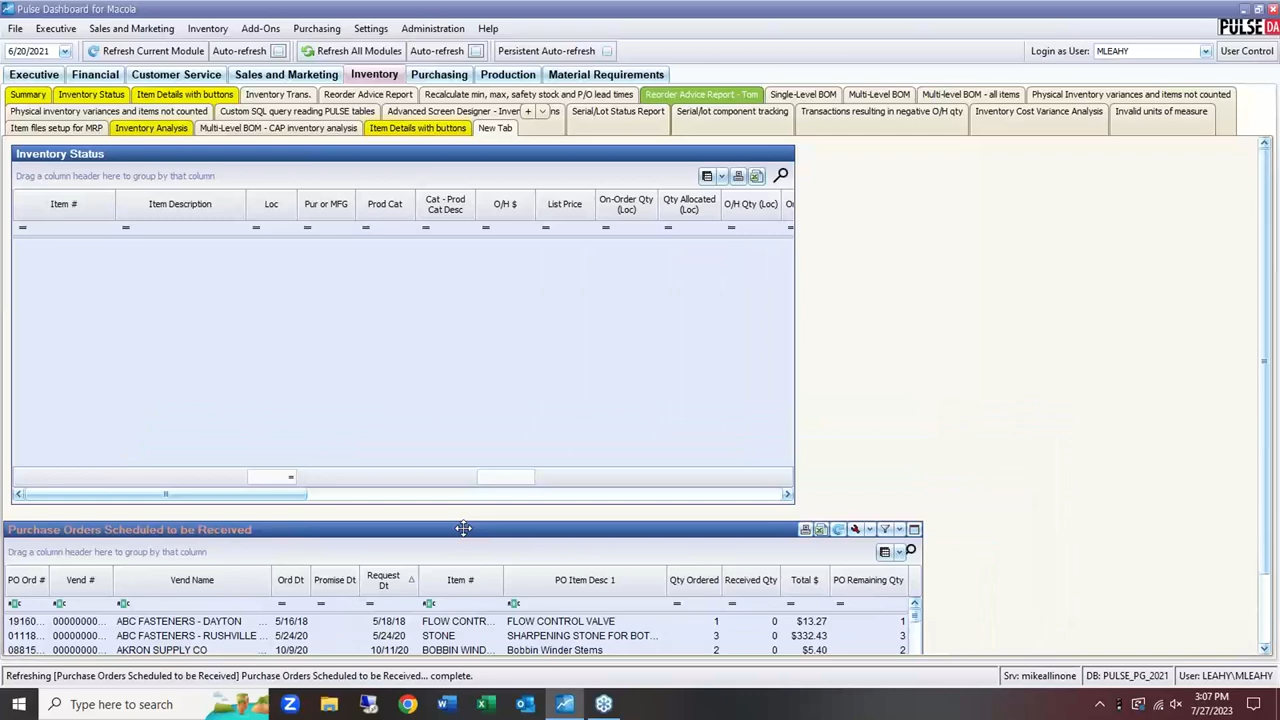 Pulse Dashboard for Macola
File Executive Sales and Marketing Inventory Add-Ons Purchasing Settings Administration Help
PULSE DA
6/20/2021 Refresh Current Module Auto-refresh Refresh All Modules Auto-refresh Persistent Auto-refresh Login as User: MLEAHY User Control
Executive Financial Customer Service Sales and Marketing Inventory Purchasing Production Material Requirements
Summary Inventory Status Item Details with buttons Inventory Trans. Reorder Advice Report Recalculate min, max, safety stock and P/O lead times Reorder Advice Report - Tom Single-Level BOM Multi-Level BOM Multi-level BOM - all items Physical Inventory variances and items not counted
Physical inventory variances and items not counted Custom SQL query reading PULSE tables Advanced Screen Designer - Inver + ns Serial/Lot Status Report Serial/lot component tracking Transactions resulting in negative O/H qty Inventory Cost Variance Analysis Invalid units of measure
Item files setup for MRP Inventory Analysis Multi-Level BOM - CAP inventory analysis Item Details with buttons New Tab
Inventory Status
Drag a column header here to group by that column
Item # Item Description Loc Pur or MFG Prod Cat Cat - Prod Cat Desc O/H $ List Price On-Order Qty (Loc) Qty Allocated (Loc) O/H Qty (Loc)
= = = = = = = = = = = =
=
Purchase Orders Scheduled to be Received
Drag a column header here to group by that column
PO Ord # Vend # Vend Name Ord Dt Promise Dt Request Dt Item # PO Item Desc 1 Qty Ordered Received Qty Total $ PO Remaining Qty
19160... 00000000... ABC FASTENERS - DAYTON 5/16/18 5/18/18 FLOW CONTR... FLOW CONTROL VALVE 1 0 $13.27 1
01118... 00000000... ABC FASTENERS - RUSHVILLE ... 5/24/20 5/24/20 STONE SHARPENING STONE FOR BOT... 3 0 $332.43 3
08815... 00000000... AKRON SUPPLY CO 10/9/20 10/11/20 BOBBIN WIND... Bobbin Winder Stems 2 0 $5.40 2
Refreshing [Purchase Orders Scheduled to be Received] Purchase Orders Scheduled to be Received... complete. Srv: mikeallinone DB: PULSE_PG_2021 User: LEAHY\MLEAHY
Type here to search
3:07 PM
7/27/2023